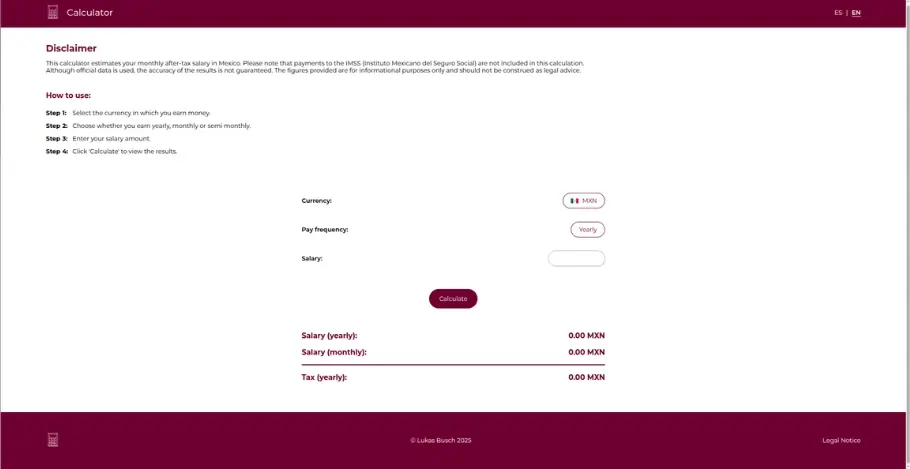 Calculator
ES | EN
Disclaimer
This calculator estimates your monthly after-tax salary in Mexico. Please note that payments to the IMSS (Instituto Mexicano del Seguro Social) are not included in this calculation.
Although official data is used, the accuracy of the results is not guaranteed. The figures provided are for informational purposes only and should not be construed as legal advice.
How to use:
Step 1: Select the currency in which you earn money.
Step 2: Choose whether you earn yearly, monthly or semi monthly.
Step 3: Enter your salary amount.
Step 4: Click 'Calculate' to view the results.
Currency: MXN
Pay frequency: Yearly
Salary:
Calculate
Salary (yearly): 0.00 MXN
Salary (monthly): 0.00 MXN
Tax (yearly): 0.00 MXN
© Lukas Busch 2025
Legal Notice